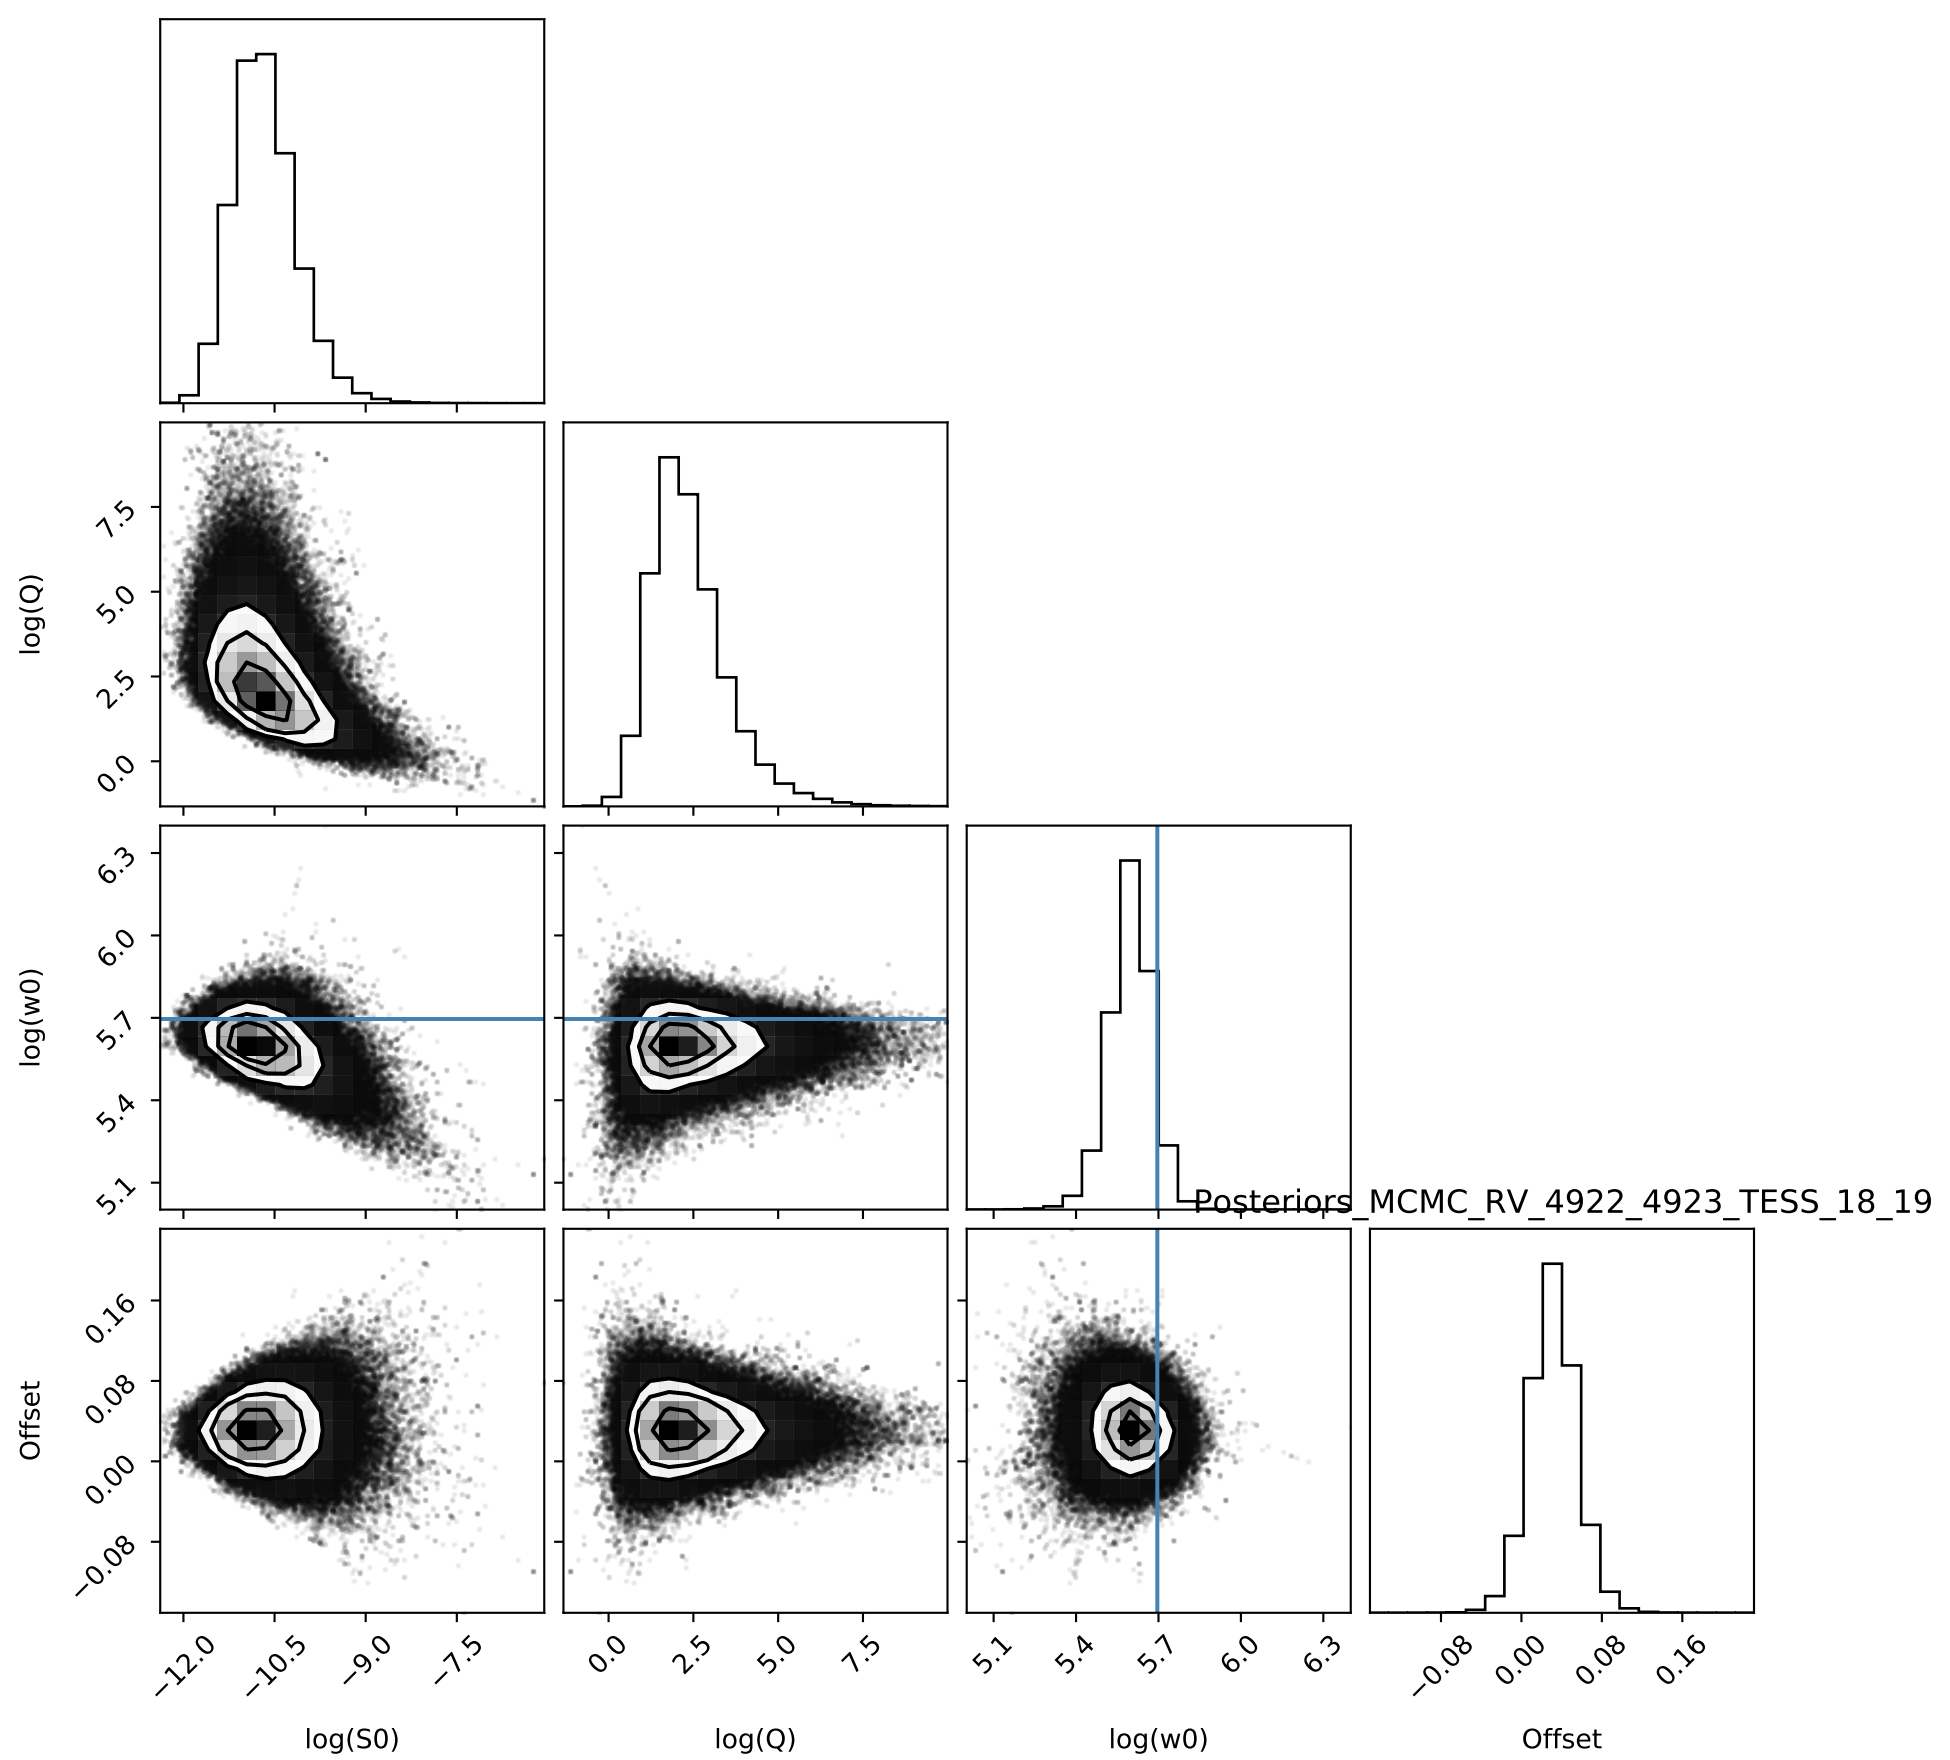 log(Q)
7.5
5.0
2.5
0.0
log(w0)
6.3
6.0
5.7
5.4
5.1
Posteriors_MCMC_RV_4922_4923_TESS_18_19
Offset
0.16
0.08
0.00
−0.08
−12.0 −10.5 −9.0 −7.5
0.0 2.5 5.0 7.5
5.1 5.4 5.7 6.0 6.3
−0.08 0.00 0.08 0.16
log(S0)
log(Q)
log(w0)
Offset